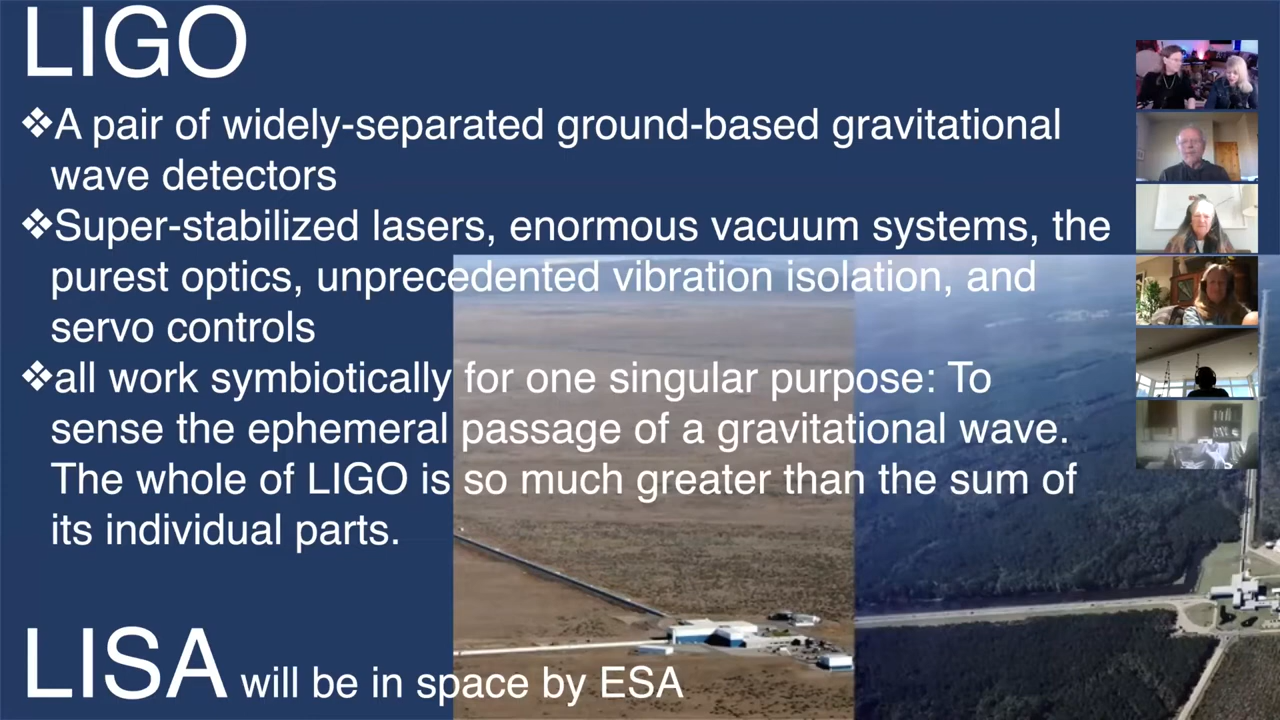 LIGO
❖A pair of widely-separated ground-based gravitational
wave detectors
❖Super-stabilized lasers, enormous vacuum systems, the
purest optics, unprecedented vibration isolation, and
servo controls
❖all work symbiotically for one singular purpose: To
sense the ephemeral passage of a gravitational wave.
The whole of LIGO is so much greater than the sum of
its individual parts.
LISA will be in space by ESA